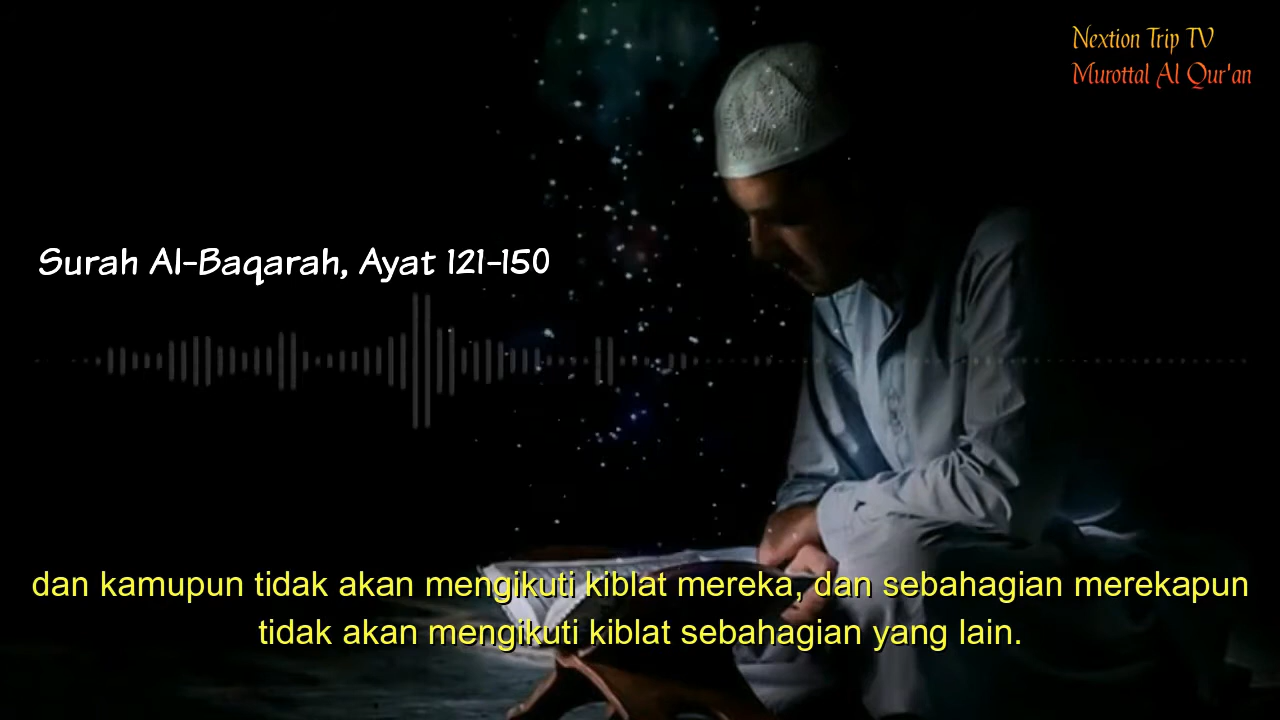 Nextion Trip TV
Murottal Al Qur'an
Surah Al-Baqarah, Ayat 121-150
dan kamupun tidak akan mengikuti kiblat mereka, dan sebahagian merekapun
tidak akan mengikuti kiblat sebahagian yang lain.